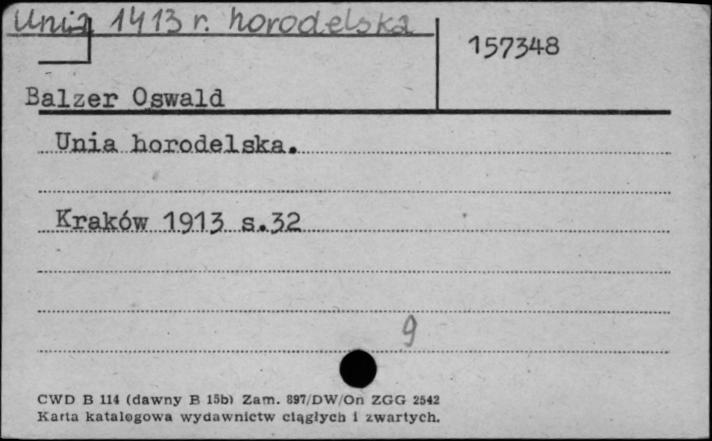 Unia 1413 r. horodelska
157348
Balzer Oswald
Unia horodelska.
Kraków 1913 s.32
9
CWD B 114 (dawny B 15b) Zam. 897/DW/On ZGG 2542
Karta katalogowa wydawnictw ciągłych i zwartych.